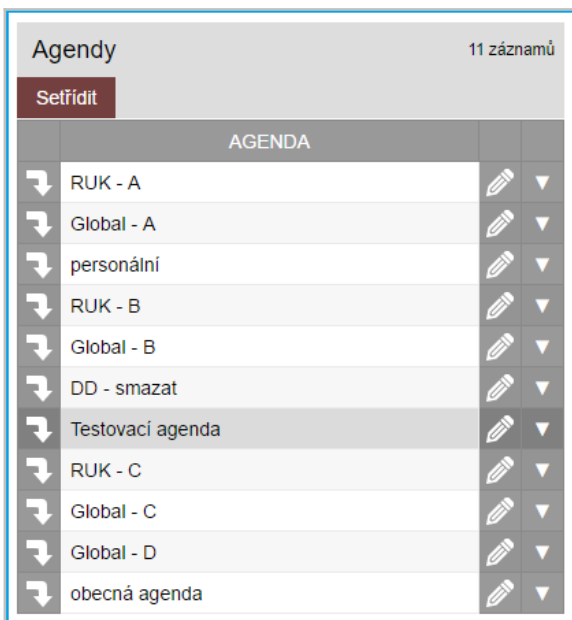 Agendy 11 záznamů
Setřídit
AGENDA
RUK - A
Global - A
personální
RUK - B
Global - B
DD - smazat
Testovací agenda
RUK - C
Global - C
Global - D
obecná agenda